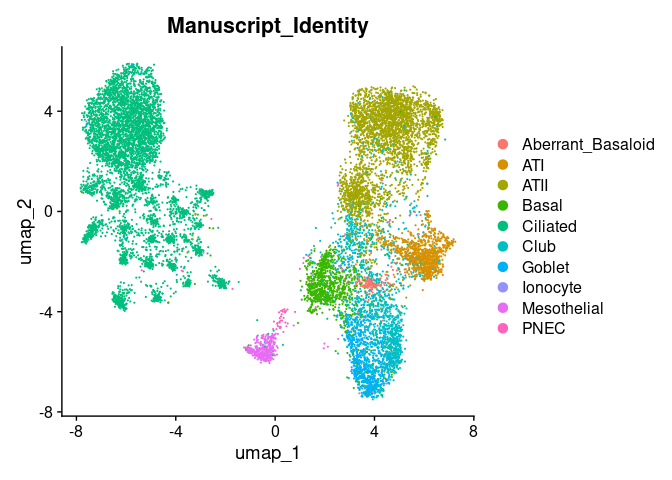 Manuscript_Identity
umap_2
4
0
-4
-8
-8
-4
0
4
8
umap_1
Aberrant_Basaloid
ATI
ATII
Basal
Ciliated
Club
Goblet
Ionocyte
Mesothelial
PNEC